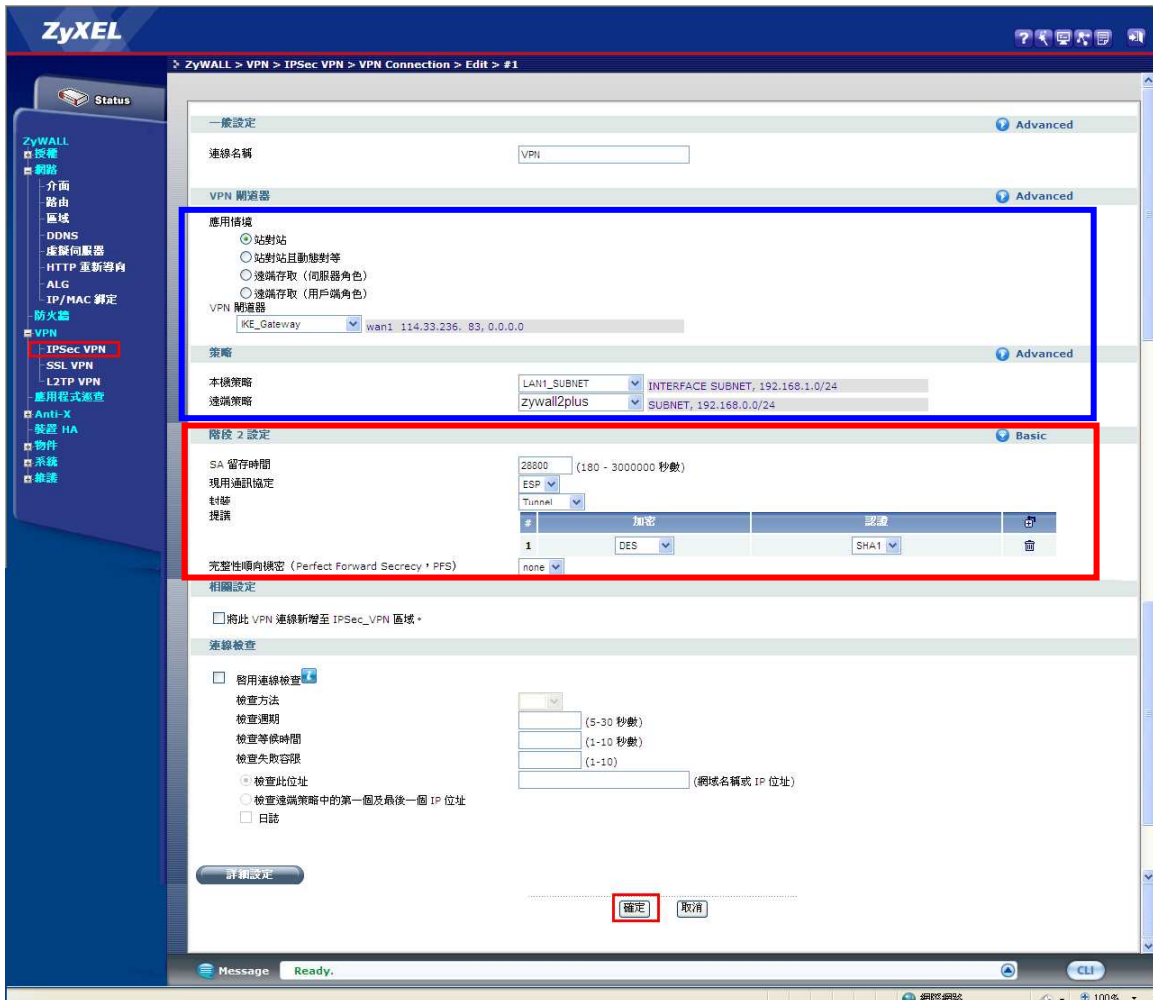 ZyXEL
ZyWALL > VPN > IPSec VPN > VPN Connection > Edit > #1
Status
ZyWALL
授權
網路
介面
路由
區域
DDNS
虛擬伺服器
HTTP 重新導向
ALG
IP/MAC 綁定
防火牆
VPN
IPSec VPN
SSL VPN
L2TP VPN
應用程式巡查
Anti-X
裝置 HA
物件
系統
維護
一般設定 Advanced
連線名稱 VPN
VPN 閘道器 Advanced
應用情境
站對站
站對站且動態對等
遠端存取（伺服器角色）
遠端存取（用戶端角色）
VPN 閘道器
IKE_Gateway wan1 114.33.236. 83, 0.0.0.0
策略 Advanced
本機策略 LAN1_SUBNET INTERFACE SUBNET, 192.168.1.0/24
遠端策略 zywall2plus SUBNET, 192.168.0.0/24
階段 2 設定 Basic
SA 留存時間 28800 (180 - 3000000 秒數)
現用通訊協定 ESP
封裝 Tunnel
提議
# 加密 認證
1 DES SHA1
完整性順向機密（Perfect Forward Secrecy，PFS） none
相關設定
將此 VPN 連線新增至 IPSec_VPN 區域。
連線檢查
啓用連線檢查
檢查方法
檢查週期 (5-30 秒數)
檢查等候時間 (1-10 秒數)
檢查失敗容限 (1-10)
檢查此位址 (網域名稱或 IP 位址)
檢查遠端策略中的第一個及最後一個 IP 位址
日誌
詳細設定
確定 取消
Message Ready. CLI
網際網路 100%